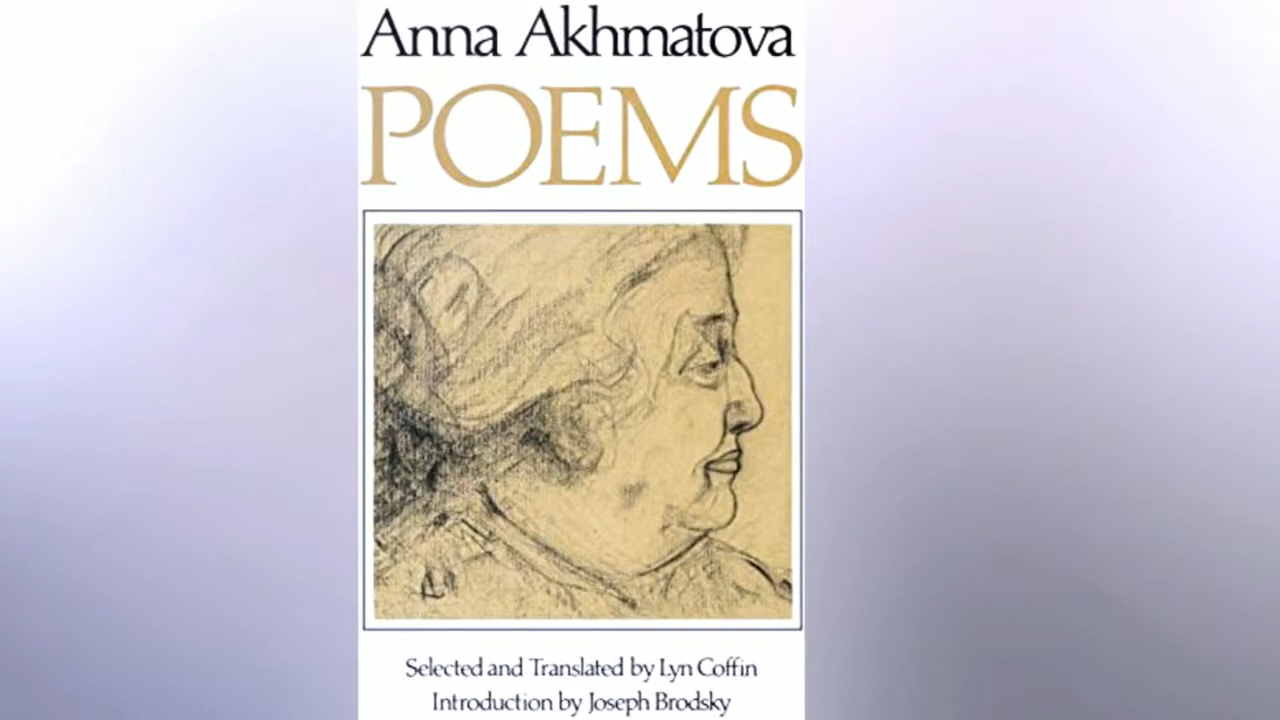 Anna Akhmatova
POEMS
Selected and Translated by Lyn Coffin
Introduction by Joseph Brodsky